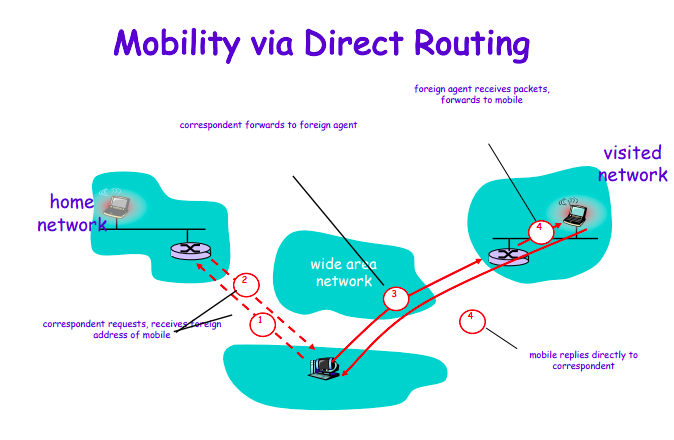 Mobility via Direct Routing
foreign agent receives packets,
forwards to mobile
correspondent forwards to foreign agent
visited
network
home
network
4
wide area
network
2
3
4
1
correspondent requests, receives foreign
address of mobile
mobile replies directly to
correspondent